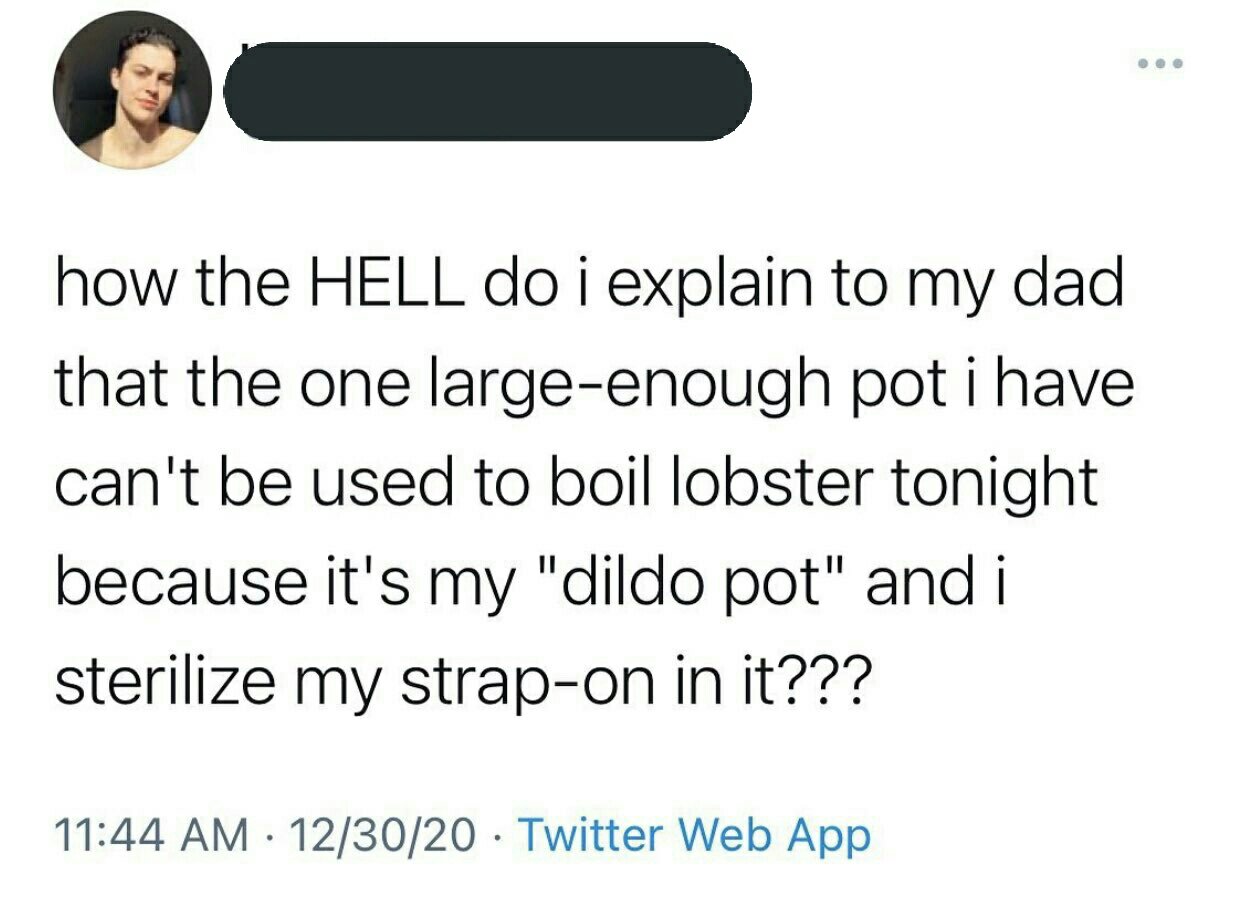 how the HELL do i explain to my dad
that the one large-enough pot i have
can't be used to boil lobster tonight
because it's my "dildo pot" and i
sterilize my strap-on in it???
11:44 AM · 12/30/20 · Twitter Web App